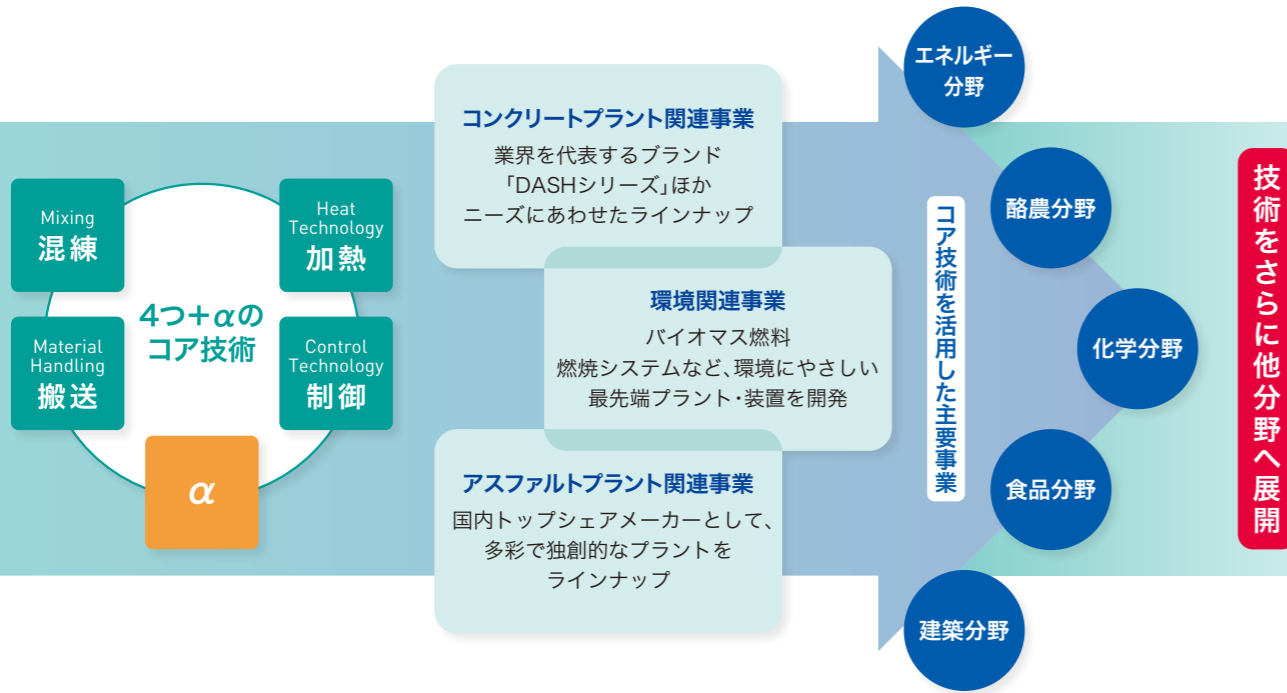 Mixing
混練
Heat
Technology
加熱
4つ+αの
コア技術
Material
Handling
搬送
Control
Technology
制御
α
コンクリートプラント関連事業
業界を代表するブランド
「DASHシリーズ」ほか
ニーズにあわせたラインナップ
環境関連事業
バイオマス燃料
燃焼システムなど、環境にやさしい
最先端プラント・装置を開発
アスファルトプラント関連事業
国内トップシェアメーカーとして、
多彩で独創的なプラントを
ラインナップ
コア技術を活用した主要事業
エネルギー
分野
酪農分野
化学分野
食品分野
建築分野
技術をさらに他分野へ展開